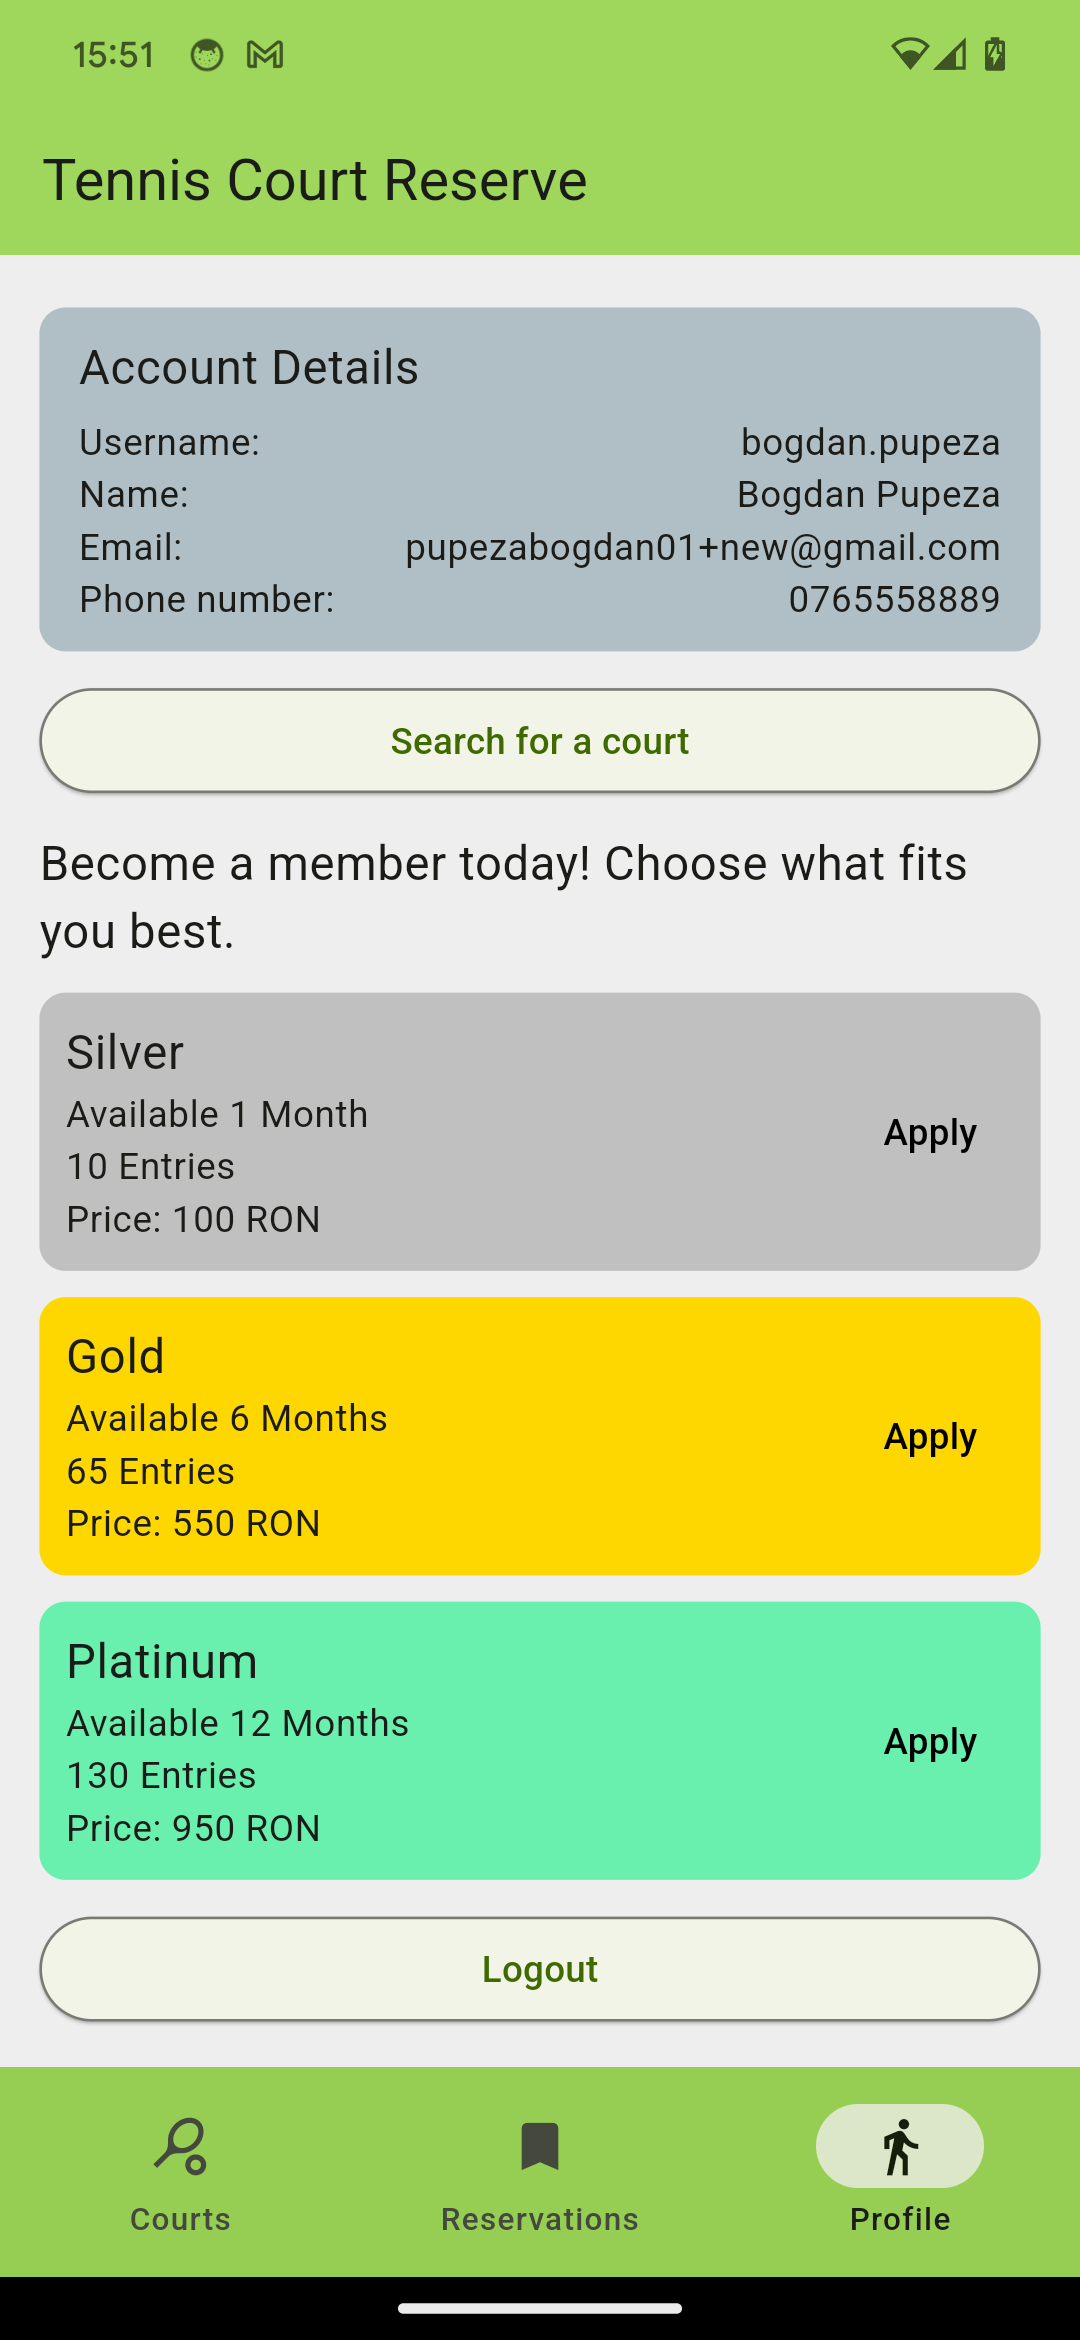 15:51
Tennis Court Reserve
Account Details
Username: bogdan.pupeza
Name: Bogdan Pupeza
Email: pupezabogdan01+new@gmail.com
Phone number: 0765558889
Search for a court
Become a member today! Choose what fits
you best.
Silver
Available 1 Month
10 Entries
Price: 100 RON
Apply
Gold
Available 6 Months
65 Entries
Price: 550 RON
Apply
Platinum
Available 12 Months
130 Entries
Price: 950 RON
Apply
Logout
Courts
Reservations
Profile